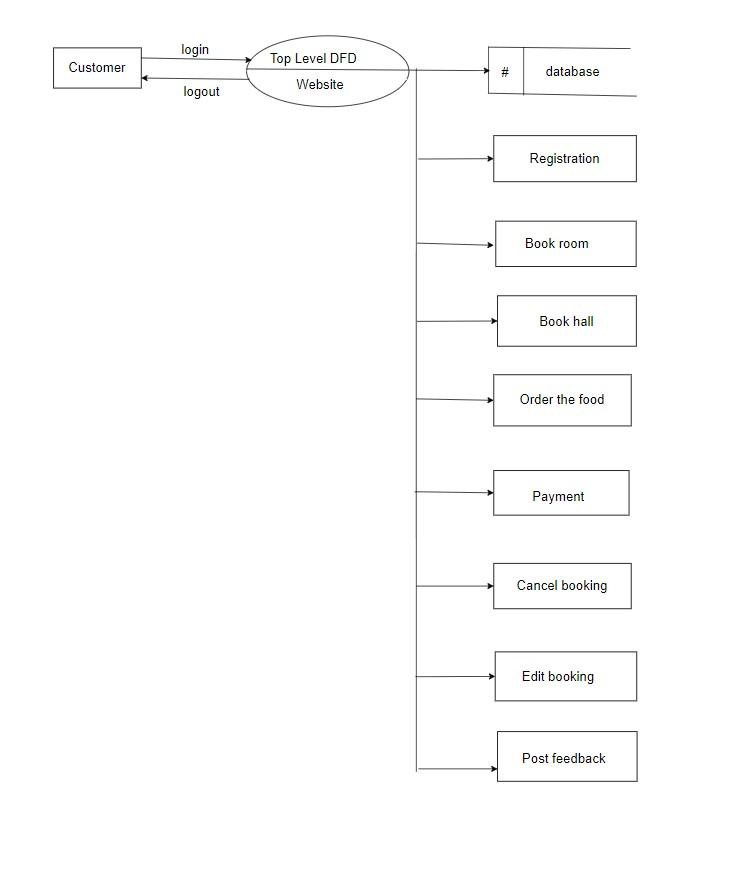 login
Customer
logout
Top Level DFD
Website
#
database
Registration
Book room
Book hall
Order the food
Payment
Cancel booking
Edit booking
Post feedback